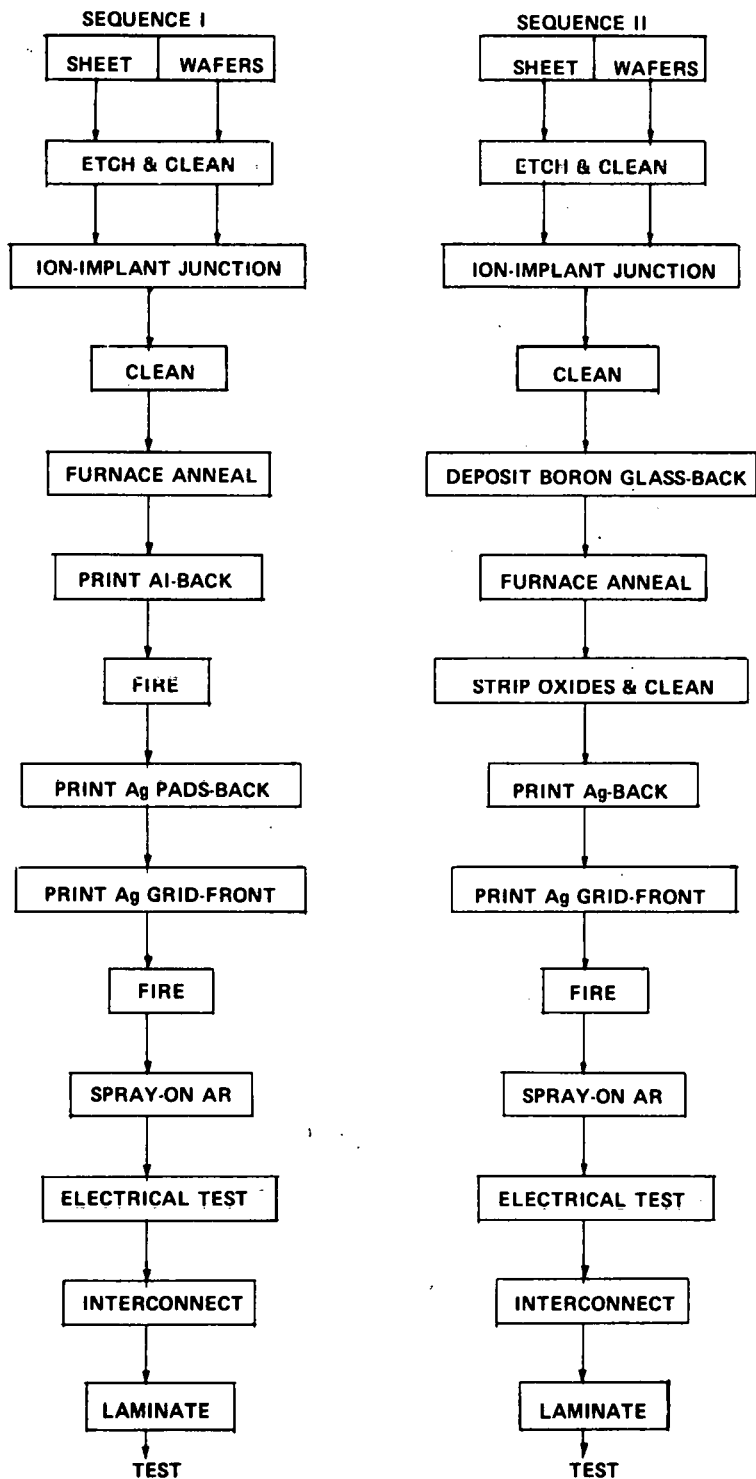 SEQUENCE I
SHEET WAFERS
ETCH & CLEAN
ION-IMPLANT JUNCTION
CLEAN
FURNACE ANNEAL
PRINT Al-BACK
FIRE
PRINT Ag PADS-BACK
PRINT Ag GRID-FRONT
FIRE
SPRAY-ON AR
ELECTRICAL TEST
INTERCONNECT
LAMINATE
TEST
SEQUENCE II
SHEET WAFERS
ETCH & CLEAN
ION-IMPLANT JUNCTION
CLEAN
DEPOSIT BORON GLASS-BACK
FURNACE ANNEAL
STRIP OXIDES & CLEAN
PRINT Ag-BACK
PRINT Ag GRID-FRONT
FIRE
SPRAY-ON AR
ELECTRICAL TEST
INTERCONNECT
LAMINATE
TEST